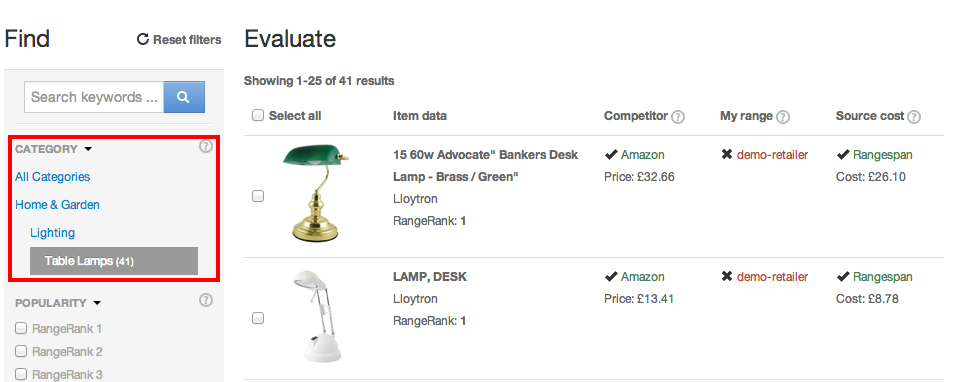 Find
Reset filters
Search keywords ...
CATEGORY
All Categories
Home & Garden
Lighting
Table Lamps (41)
POPULARITY
RangeRank 1
RangeRank 2
RangeRank 3
Evaluate
Showing 1-25 of 41 results
Select all Item data Competitor ? My range ? Source cost ?
15 60w Advocate" Bankers Desk
Lamp - Brass / Green"
Lloytron
RangeRank: 1
Amazon
Price: £32.66
demo-retailer
Rangespan
Cost: £26.10
LAMP, DESK
Lloytron
RangeRank: 1
Amazon
Price: £13.41
demo-retailer
Rangespan
Cost: £8.78